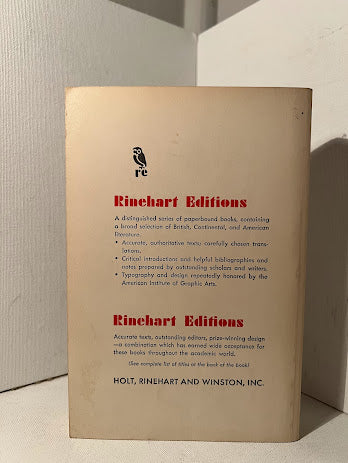 re
Rinehart Editions
A distinguished series of paperbound books, containing
a broad selection of British, Continental, and American
literature.
• Accurate, authoritative texts; carefully chosen trans-
lations.
• Critical introductions and helpful bibliographies and
notes prepared by outstanding scholars and writers.
• Typography and design repeatedly honored by the
American Institute of Graphic Arts.
Rinehart Editions
Accurate texts, outstanding editors, prize-winning design
—a combination which has earned wide acceptance for
these books throughout the academic world.
(See complete list of titles at the back of the book)
HOLT, RINEHART AND WINSTON, INC.